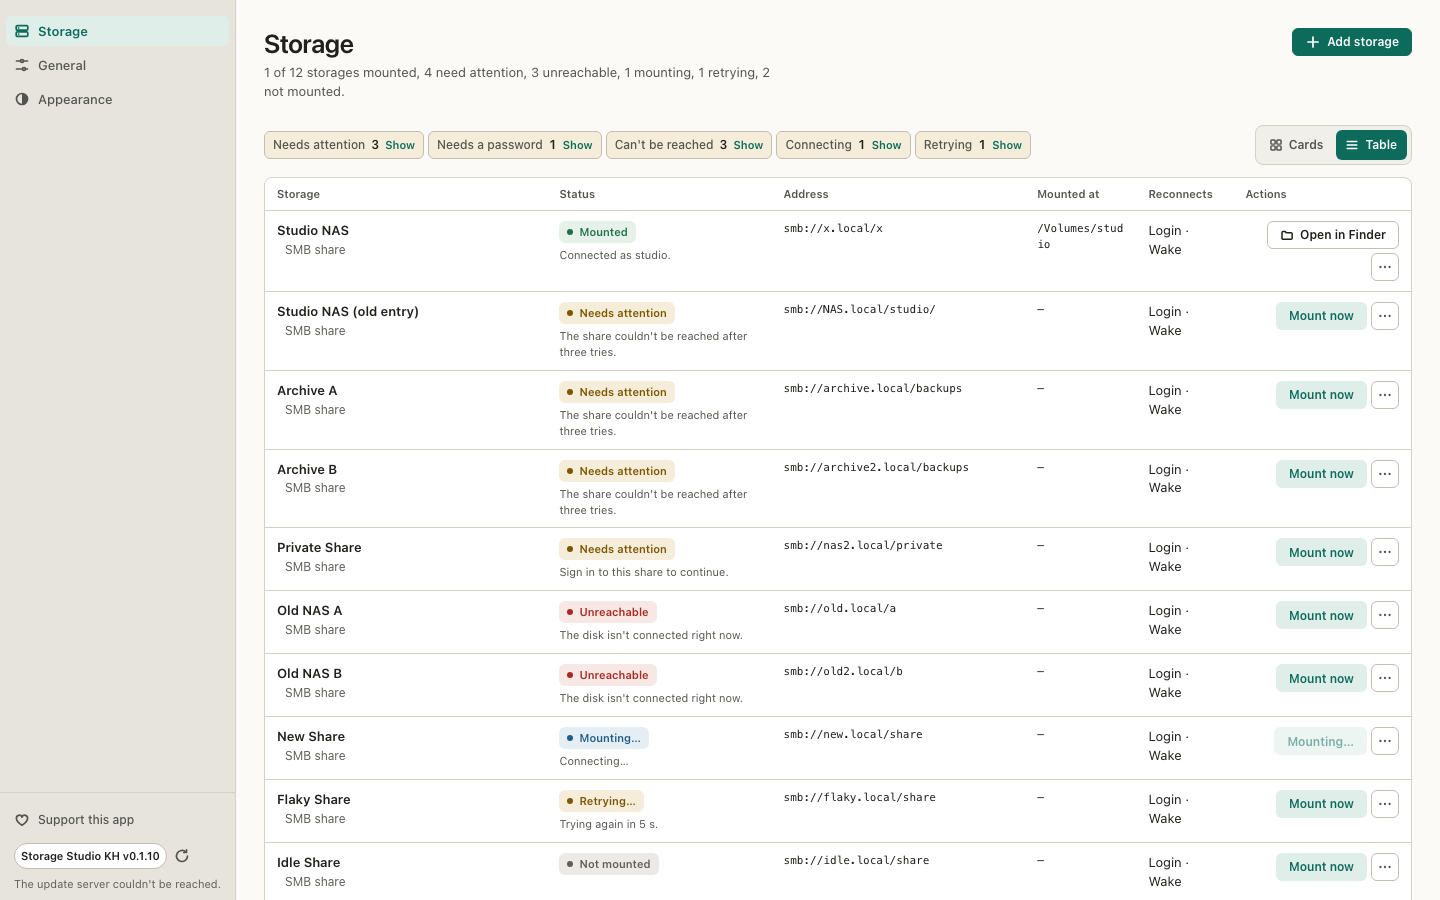 Storage
General
Appearance
Support this app
Storage Studio KH v0.1.10
The update server couldn't be reached.
Storage
1 of 12 storages mounted, 4 need attention, 3 unreachable, 1 mounting, 1 retrying, 2
not mounted.
Add storage
Needs attention 3 Show
Needs a password 1 Show
Can't be reached 3 Show
Connecting 1 Show
Retrying 1 Show
Cards
Table
Storage Status Address Mounted at Reconnects Actions
Studio NAS
SMB share
Mounted
Connected as studio.
smb://x.local/x
/Volumes/stud
io
Login ·
Wake
Open in Finder
...
Studio NAS (old entry)
SMB share
Needs attention
The share couldn't be reached after
three tries.
smb://NAS.local/studio/
–
Login ·
Wake
Mount now
...
Archive A
SMB share
Needs attention
The share couldn't be reached after
three tries.
smb://archive.local/backups
–
Login ·
Wake
Mount now
...
Archive B
SMB share
Needs attention
The share couldn't be reached after
three tries.
smb://archive2.local/backups
–
Login ·
Wake
Mount now
...
Private Share
SMB share
Needs attention
Sign in to this share to continue.
smb://nas2.local/private
–
Login ·
Wake
Mount now
...
Old NAS A
SMB share
Unreachable
The disk isn't connected right now.
smb://old.local/a
–
Login ·
Wake
Mount now
...
Old NAS B
SMB share
Unreachable
The disk isn't connected right now.
smb://old2.local/b
–
Login ·
Wake
Mount now
...
New Share
SMB share
Mounting...
Connecting...
smb://new.local/share
–
Login ·
Wake
Mounting...
...
Flaky Share
SMB share
Retrying...
Trying again in 5 s.
smb://flaky.local/share
–
Login ·
Wake
Mount now
...
Idle Share
SMB share
Not mounted
smb://idle.local/share
–
Login ·
Wake
Mount now
...